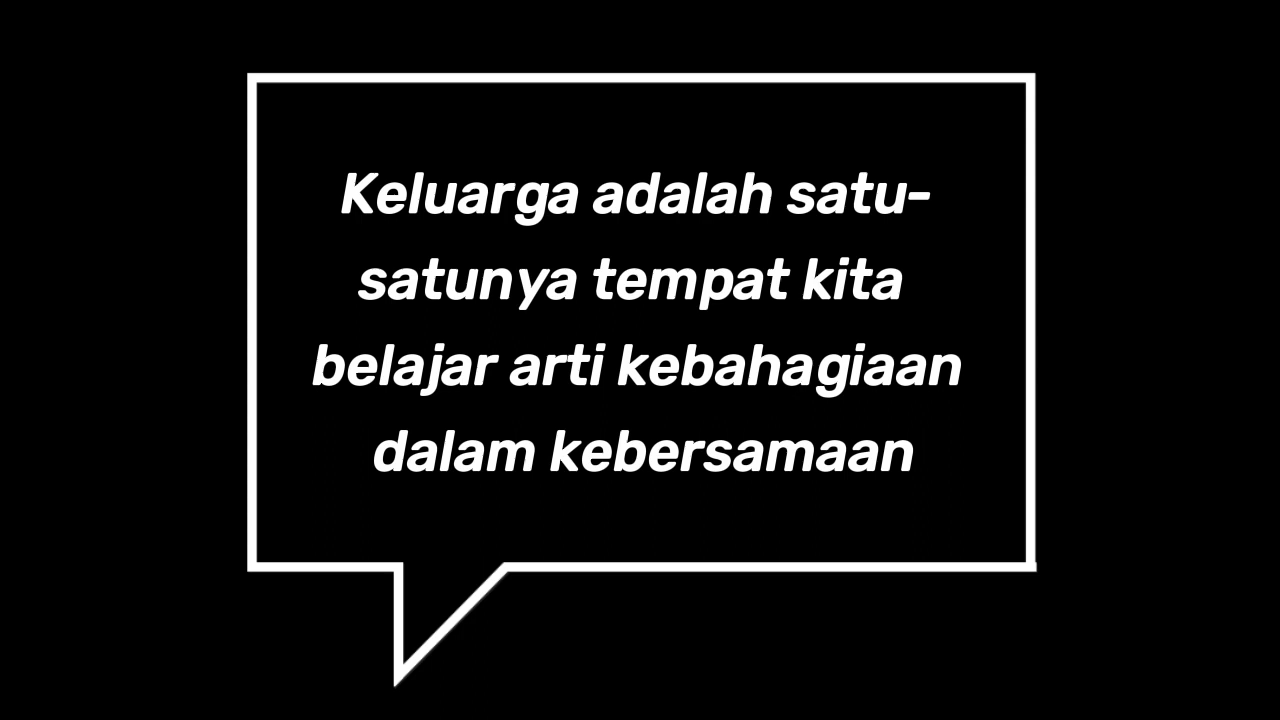 Keluarga adalah satu-
satunya tempat kita
belajar arti kebahagiaan
dalam kebersamaan